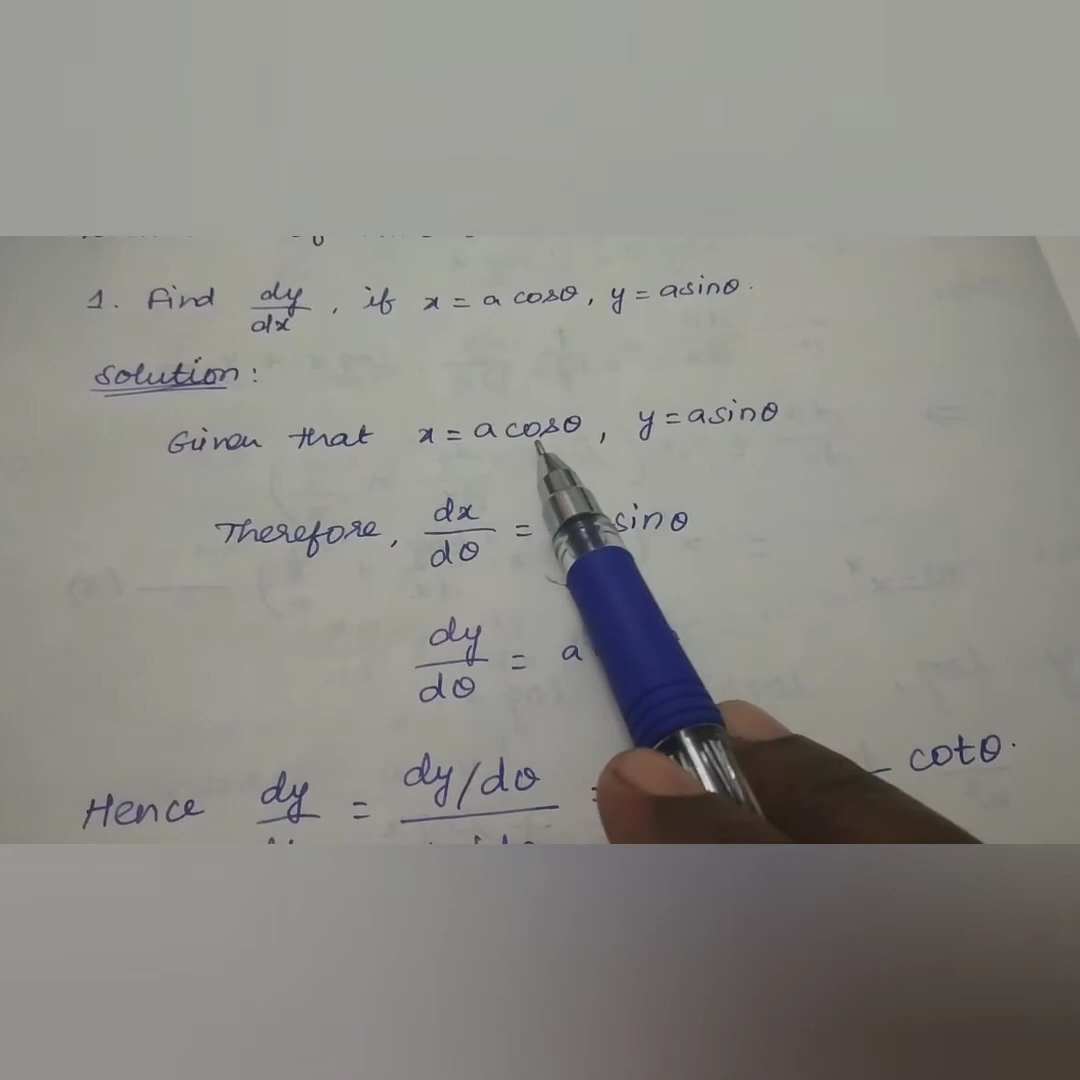 1. Find dy/dx, if x = a cosθ, y = a sinθ.
Solution:
Given that x = a cosθ, y = a sinθ
Therefore, dx/dθ = sinθ
dy/dθ = a
Hence dy = dy/dθ = - cotθ.